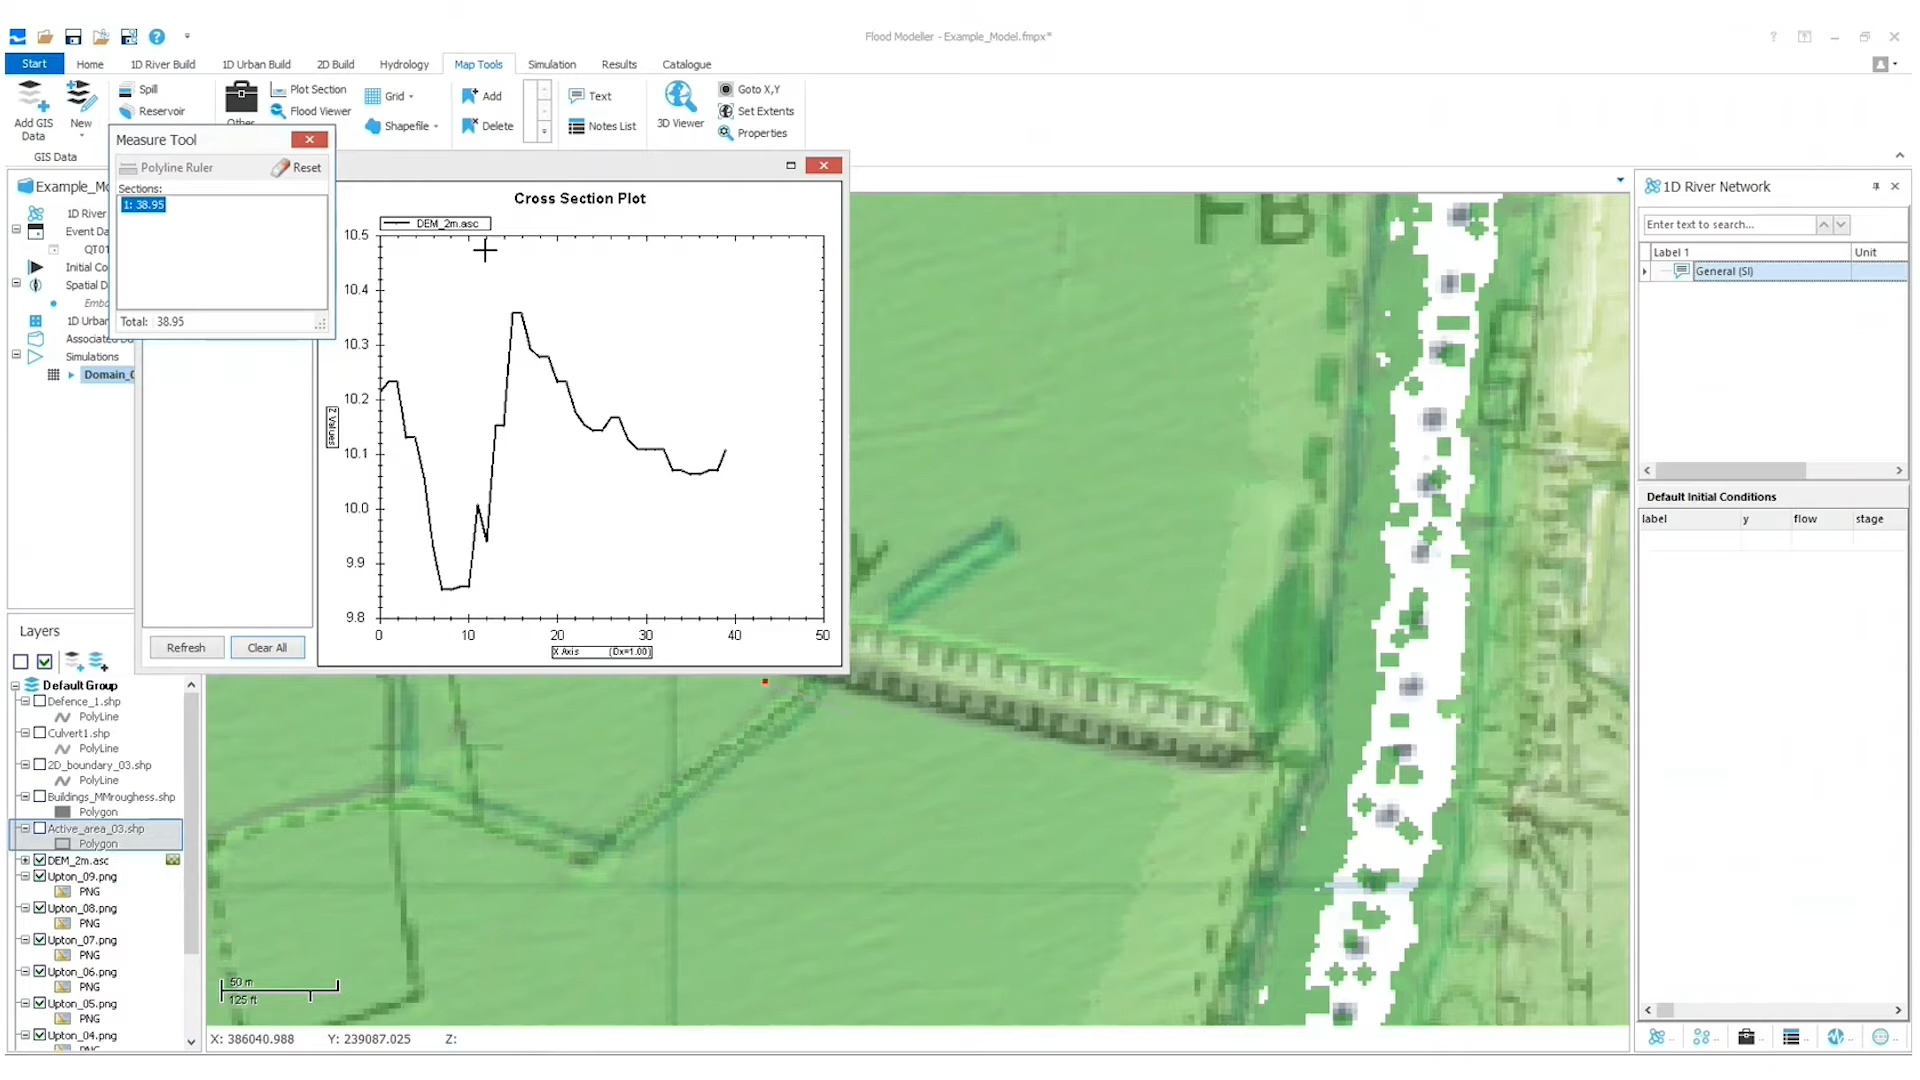 Flood Modeller - Example_Model.fmpx*
Start Home 1D River Build 1D Urban Build 2D Build Hydrology Map Tools Simulation Results Catalogue
Add GIS Data
New
Spill
Reservoir
Other
Plot Section
Flood Viewer
Grid
Shapefile
Add
Delete
Text
Notes List
3D Viewer
Goto X,Y
Set Extents
Properties
GIS Data
Measure Tool
Polyline Ruler Reset
Sections:
1: 38.95
Total: 38.95
Example_Mo
1D River
Event Da
QT01
Initial Co
Spatial D
Emb
1D Urban
Associated Da
Simulations
Domain_0
Refresh Clear All
Cross Section Plot
DEM_2m.asc
10.5
10.4
10.3
10.2
10.1
10.0
9.9
9.8
Z Values
0 10 20 30 40 50
X Axis (Dx=1.00)
FB
50 m
125 ft
X: 386040.988 Y: 239087.025 Z:
Layers
Default Group
Defence_1.shp
PolyLine
Culvert1.shp
PolyLine
2D_boundary_03.shp
PolyLine
Buildings_MMroughess.shp
Polygon
Active_area_03.shp
Polygon
DEM_2m.asc
Upton_09.png
PNG
Upton_08.png
PNG
Upton_07.png
PNG
Upton_06.png
PNG
Upton_05.png
PNG
Upton_04.png
PNG
1D River Network
Enter text to search...
Label 1 Unit
General (SI)
Default Initial Conditions
label y flow stage